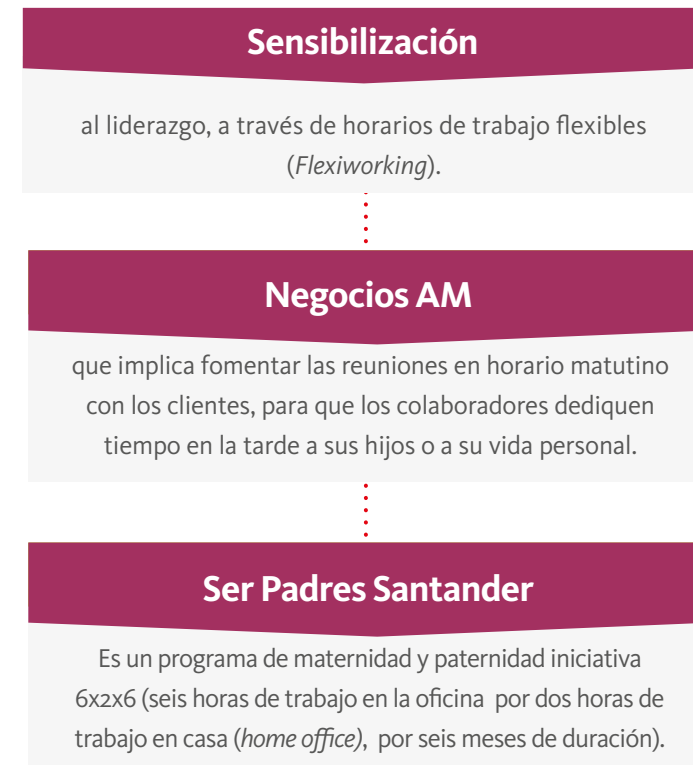 Sensibilización
al liderazgo, a través de horarios de trabajo flexibles
(Flexiworking).
Negocios AM
que implica fomentar las reuniones en horario matutino
con los clientes, para que los colaboradores dediquen
tiempo en la tarde a sus hijos o a su vida personal.
Ser Padres Santander
Es un programa de maternidad y paternidad iniciativa
6x2x6 (seis horas de trabajo en la oficina por dos horas de
trabajo en casa (home office), por seis meses de duración).